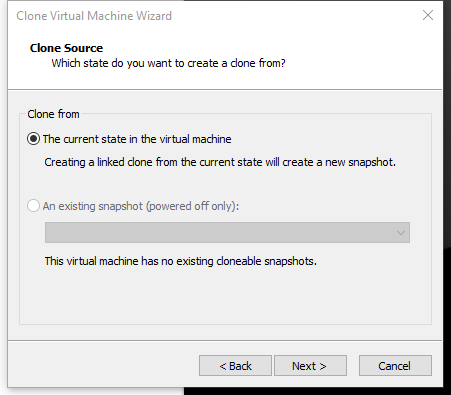 Clone Virtual Machine Wizard
Clone Source
Which state do you want to create a clone from?
Clone from
The current state in the virtual machine
Creating a linked clone from the current state will create a new snapshot.
An existing snapshot (powered off only):
This virtual machine has no existing cloneable snapshots.
< Back Next > Cancel